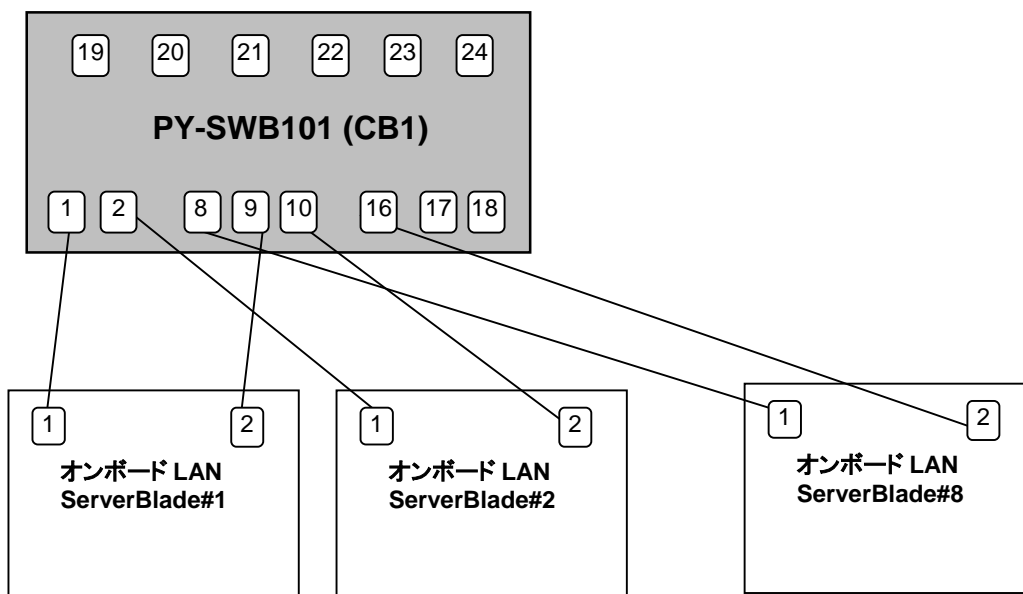 19 20 21 22 23 24
PY-SWB101 (CB1)
1 2 8 9 10 16 17 18
1 2
オンボード LAN
ServerBlade#1
1 2
オンボード LAN
ServerBlade#2
1 2
オンボード LAN
ServerBlade#8